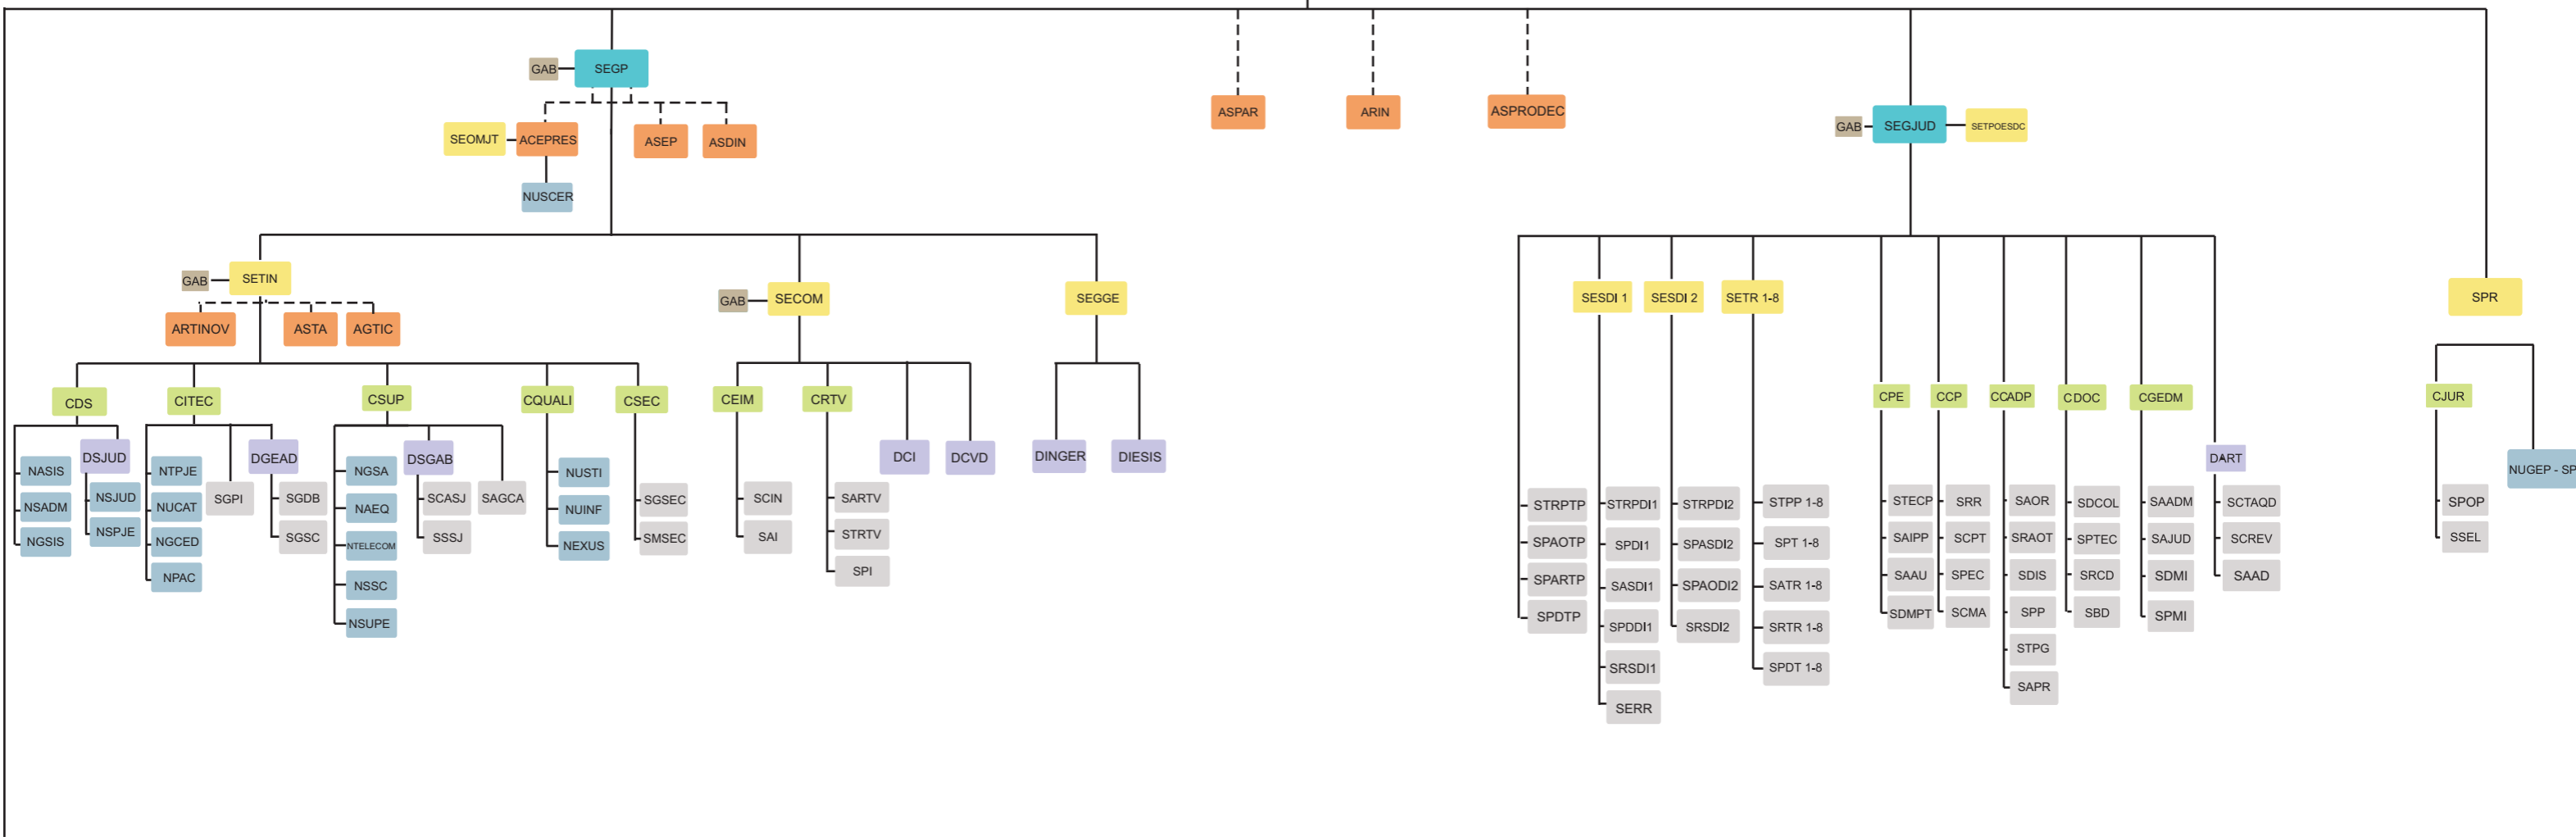 GAB
SEGP
ASPAR
ARIN
ASPRODEC
GAB
SEGJUD
SETPOESDC
SEOMJT
ACEPRES
ASEP
ASDIN
NUSCER
GAB
SETIN
GAB
SECOM
SEGGE
SESDI 1
SESDI 2
SETR 1-8
SPR
ARTINOV
ASTA
AGTIC
CDS
CITEC
CSUP
CQUALI
CSEC
CEIM
CRTV
CPE
CCP
CCADP
CDOC
CGEDM
CJUR
DSJUD
DGEAD
DSGAB
DCI
DCVD
DINGER
DIESIS
DART
NUGEP - SP
NASIS
NSADM
NGSIS
NSJUD
NSPJE
NTPJE
NUCAT
NGCED
NPAC
SGPI
SGDB
SGSC
NGSA
NAEQ
NTELECOM
NSSC
NSUPE
SCASJ
SSSJ
SAGCA
NUSTI
NUINF
NEXUS
SGSEC
SMSEC
SCIN
SAI
SARTV
STRTV
SPI
STRPTP
SPAOTP
SPARTP
SPDTP
STRPDI1
SPDI1
SASDI1
SPDDI1
SRSDI1
SERR
STRPDI2
SPASDI2
SPAODI2
SRSDI2
STPP 1-8
SPT 1-8
SATR 1-8
SRTR 1-8
SPDT 1-8
STECP
SAIPP
SAAU
SDMPT
SRR
SCPT
SPEC
SCMA
SAOR
SRAOT
SDIS
SPP
STPG
SAPR
SDCOL
SPTEC
SRCD
SBD
SAADM
SAJUD
SDMI
SPMI
SCTAQD
SCREV
SAAD
SPOP
SSEL